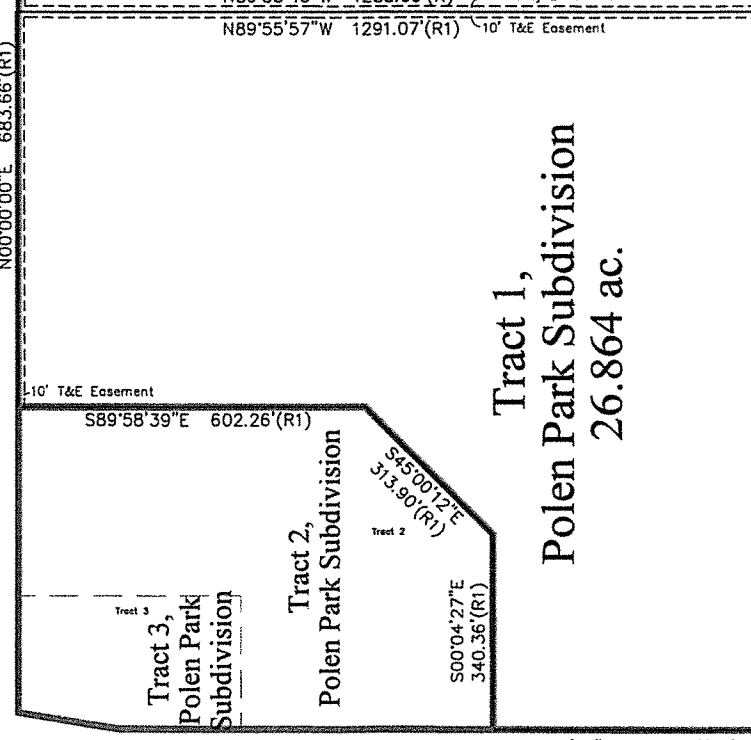 N89°55'57"W 1291.07'(R1)
10' T&E Easement
N00°00'00"E 683.66'(R1)
Tract 1,
Polen Park Subdivision
26.864 ac.
10' T&E Easement
S89°58'39"E 602.26'(R1)
S45°00'12"E
313.90'(R1)
Tract 2
Tract 2,
Polen Park Subdivision
S00°04'27"E
340.36'(R1)
Tract 3
Tract 3,
Polen Park
Subdivision